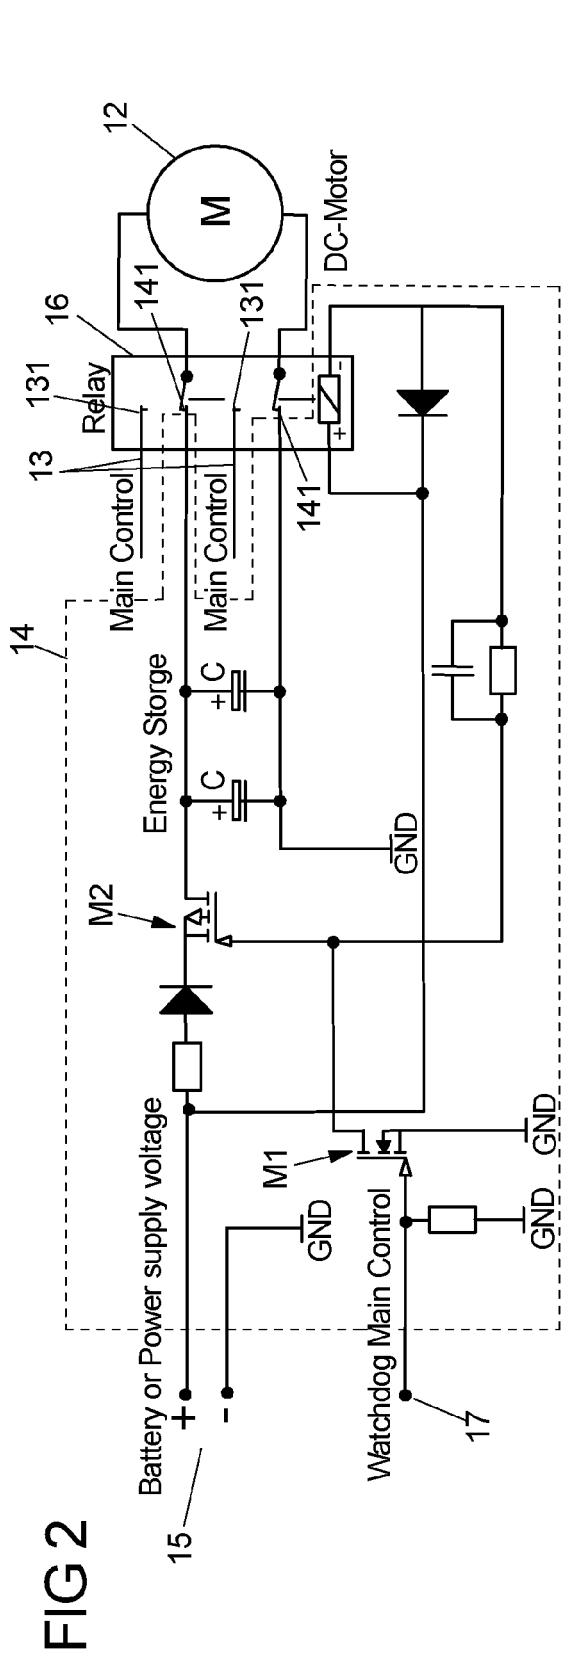 FIG 2
14
16
12
141
131
Relay
131
13
Main Control
Main Control
141
DC-Motor
M
Energy Storge
+ C
+ C
M2
GND
+
-
Battery or Power supply voltage
+
-
15
GND
M1
GND
GND
Watchdog Main Control
17